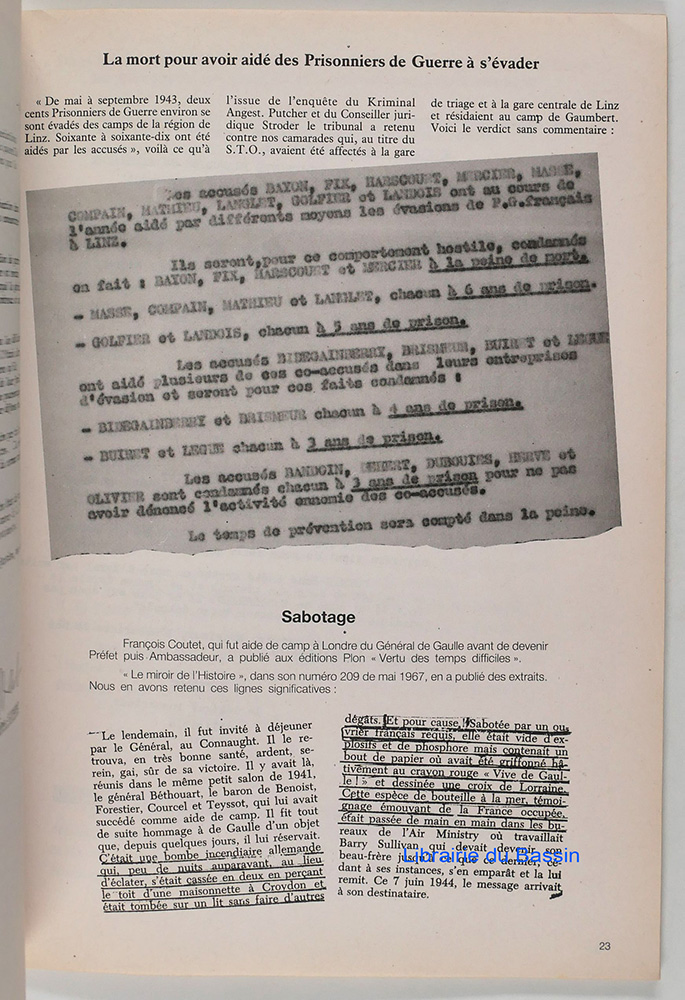 La mort pour avoir aidé des Prisonniers de Guerre à s'évader
« De mai à septembre 1943, deux
cents Prisonniers de Guerre environ se
sont évadés des camps de la région de
Linz. Soixante à soixante-dix ont été
aidés par les accusés », voilà ce qu'à
l'issue de l'enquête du Kriminal
Angest. Putcher et du Conseiller juri-
dique Stroder le tribunal a retenu
contre nos camarades qui, au titre du
S.T.O., avaient été affectés à la gare
de triage et à la gare centrale de Linz
et résidaient au camp de Gaumbert.
Voici le verdict sans commentaire :
Les accusés BAYON, FIX, HARSCOUET, MERCIER, MASSE,
COMPAIN, MATHIEU, LANGLET, GOLFIER et LANDOIS ont au cours de
l'année aidé par différents moyens les évasions de P.G.français
à LINZ.
Ils seront,pour ce comportement hostile, condamnés
en fait : BAYON, FIX, HARSCOUET et MERCIER à la peine de mort.
- MASSE, COMPAIN, MATHIEU et LANGLET, chacun à 6 ans de prison.
- GOLFIER et LANDOIS, chacun à 5 ans de prison.
Les accusés BIDEGAINBERRY, BRISMEUR, BUIRET et LEGUE
ont aidé plusieurs de ces co-accusés dans leurs entreprises
d'évasion et seront pour ces faits condamnés :
- BIDEGAINBERRY et BRISMEUR chacun à 4 ans de prison.
- BUIRET et LEGUE chacun à 3 ans de prison.
Les accusés DUBOUIES, HERVE et
OLIVIER sont condamnés chacun à 3 ans de prison pour ne pas
avoir dénoncé l'activité ennemie des co-accusés.
Le temps de prévention sera compté dans la peine.
Sabotage
François Coutet, qui fut aide de camp à Londre du Général de Gaulle avant de devenir
Préfet puis Ambassadeur, a publié aux éditions Plon « Vertu des temps difficiles ».
« Le miroir de l'Histoire », dans son numéro 209 de mai 1967, en a publié des extraits.
Nous en avons retenu ces lignes significatives :
Le lendemain, il fut invité à déjeuner
par le Général, au Connaught. Il le re-
trouva, en très bonne santé, ardent, se-
rein, gai, sûr de sa victoire. Il y avait là,
réunis dans le même petit salon de 1941,
le général Béthouart, le baron de Benoist,
Forestier, Courcel et Teyssot, qui lui avait
succédé comme aide de camp. Il fit tout
de suite hommage à de Gaulle d'un objet
que, depuis quelques jours, il lui réservait.
C'était une bombe incendiaire allemande
qui, peu de nuits auparavant, au lieu
d'éclater, s'était cassée en deux en perçant
le toit d'une maisonnette à Croydon et
était tombée sur un lit sans faire d'autres
dégâts. Et pour cause ! Sabotée par un ou-
vrier français requis, elle était vide d'ex-
plosifs et de phosphore mais contenait un
bout de papier où avait été griffonné hâ-
tivement au crayon rouge « Vive de Gaul-
le ! » et dessinée une croix de Lorraine.
Cette espèce de bouteille à la mer, témoi-
gnage émouvant de la France occupée,
était passée de main en main dans les bu-
reaux de l'Air Ministry où travaillait
Barry Sullivan qui devait devenir son
beau-frère jusqu'à ce que ce dernier, cé-
dant à ses instances, s'en emparât et la lui
remit. Ce 7 juin 1944, le message arrivait
à son destinataire.
Librairie du Bassin
23